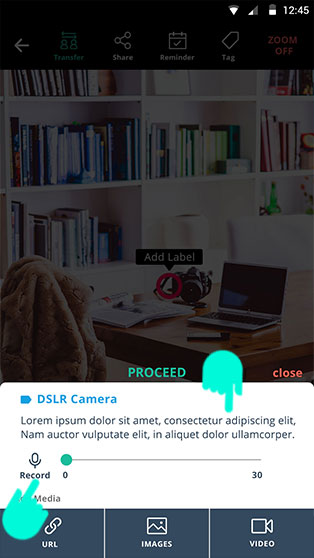 12:45
Transfer
Share
Reminder
Tag
ZOOM
OFF
Add Label
PROCEED
close
DSLR Camera
Lorem ipsum dolor sit amet, consectetur adipiscing elit,
Nam auctor vulputate elit, in aliquet dolor ullamcorper.
Record
0
30
Media
URL
IMAGES
VIDEO